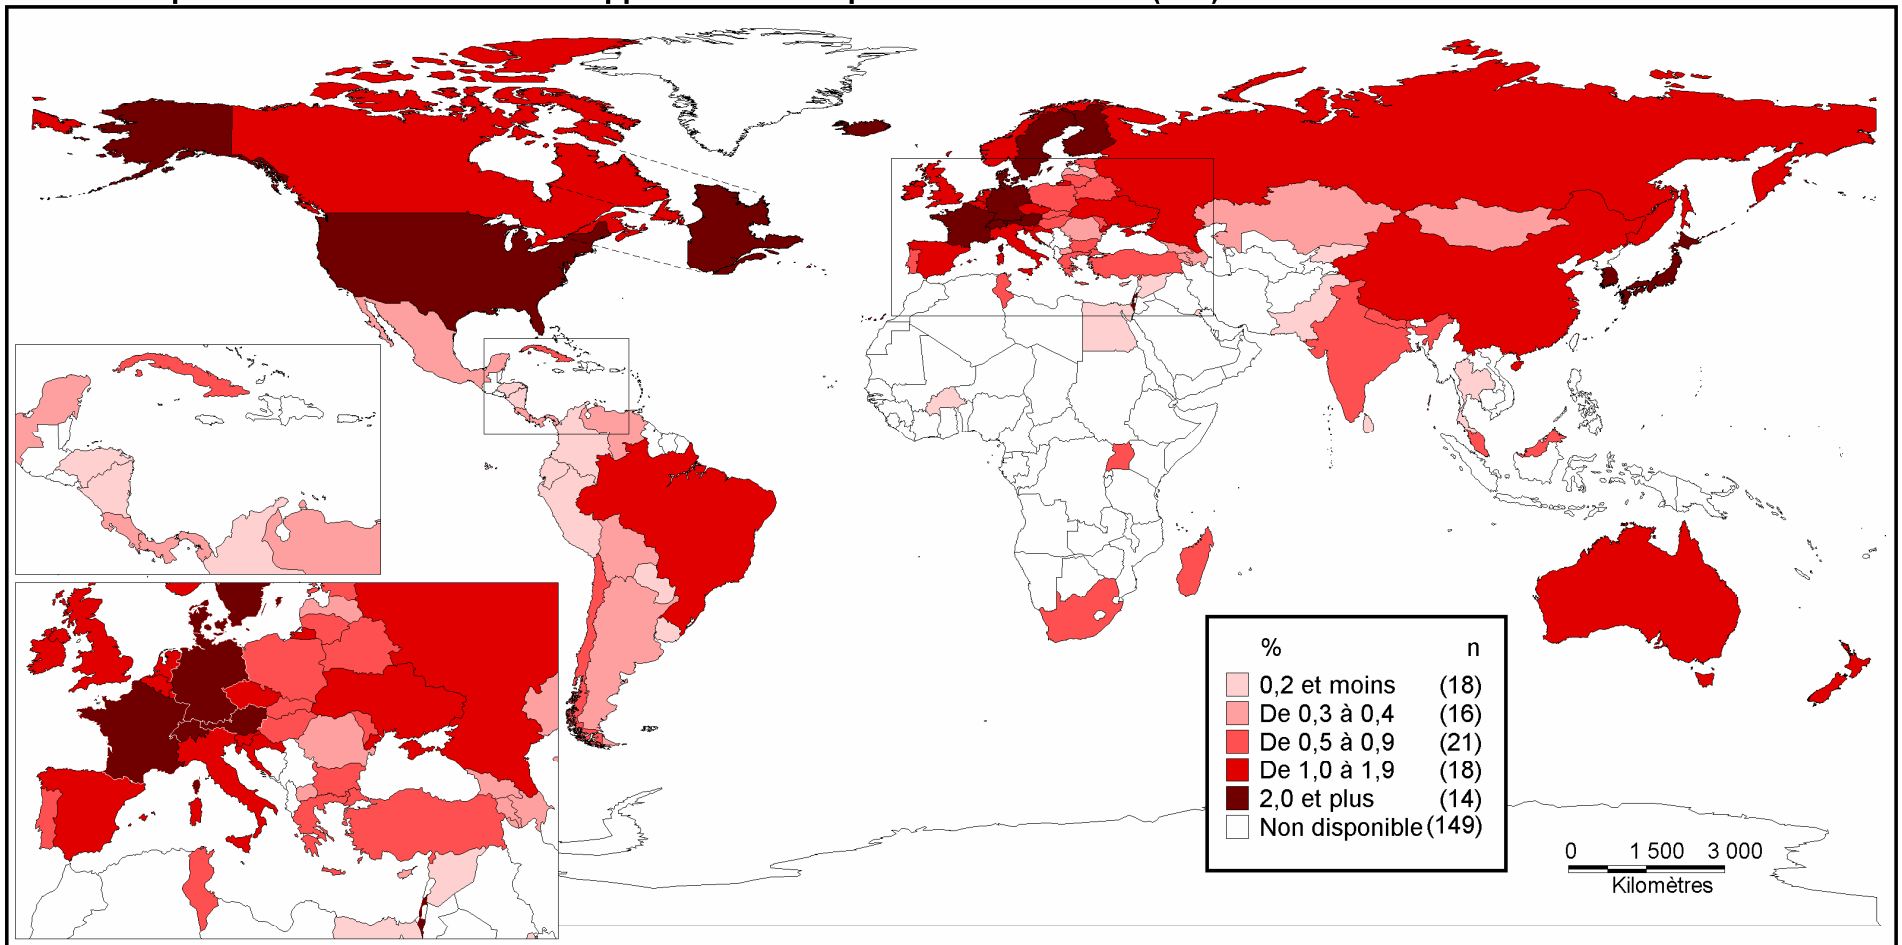 % n
0,2 et moins (18)
De 0,3 à 0,4 (16)
De 0,5 à 0,9 (21)
De 1,0 à 1,9 (18)
2,0 et plus (14)
Non disponible (149)
0 1 500 3 000
Kilomètres